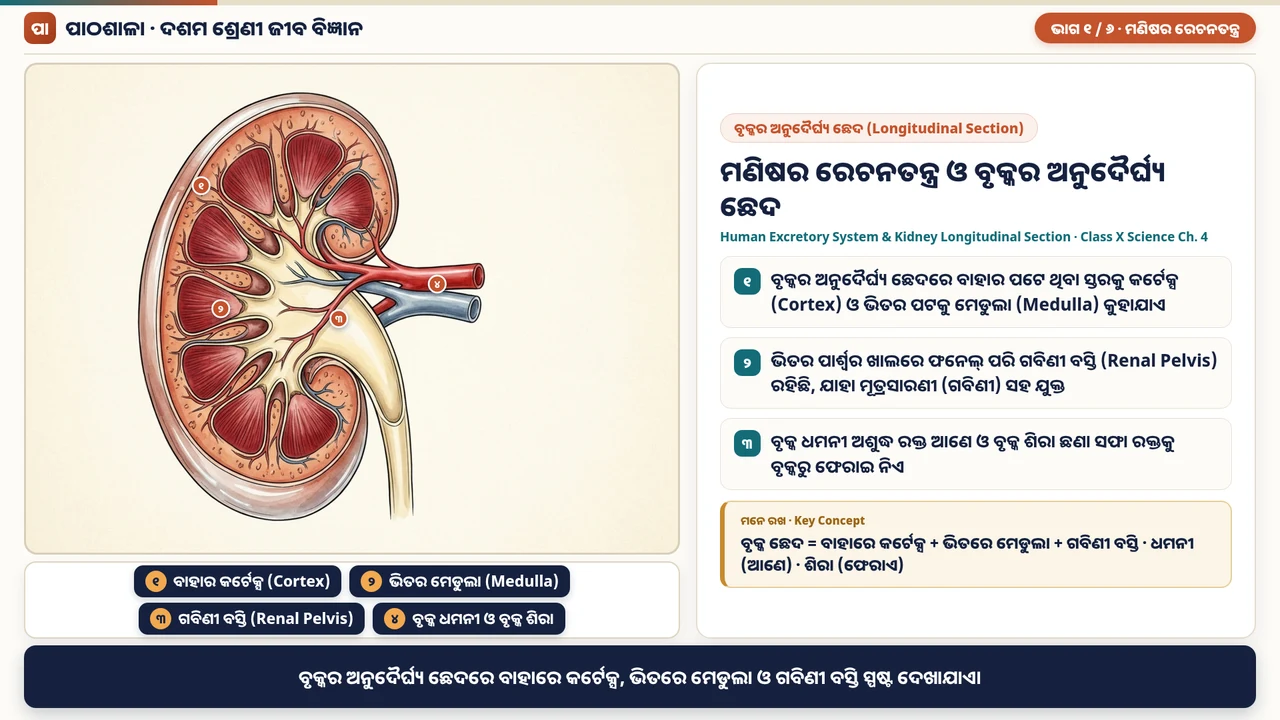 ପା ପାଠଶାଳା · ଦଶମ ଶ୍ରେଣୀ ଜୀବ ବିଜ୍ଞାନ
ଭାଗ ୧ / ୬ · ମଣିଷର ରେଚନତନ୍ତ୍ର
୧
୨
୩
୪
୧ ବାହାର କର୍ଟେକ୍ସ (Cortex)
୨ ଭିତର ମେଡୁଲା (Medulla)
୩ ଗବିଣୀ ବସ୍ତି (Renal Pelvis)
୪ ବୃକ୍କ ଧମନୀ ଓ ବୃକ୍କ ଶିରା
ବୃକ୍କର ଅନୁଦୈର୍ଘ୍ୟ ଛେଦ (Longitudinal Section)
ମଣିଷର ରେଚନତନ୍ତ୍ର ଓ ବୃକ୍କର ଅନୁଦୈର୍ଘ୍ୟ
ଛେଦ
Human Excretory System & Kidney Longitudinal Section · Class X Science Ch. 4
୧ ବୃକ୍କର ଅନୁଦୈର୍ଘ୍ୟ ଛେଦରେ ବାହାର ପଟେ ଥିବା ସ୍ତରକୁ କର୍ଟେକ୍ସ
(Cortex) ଓ ଭିତର ପଟକୁ ମେଡୁଲା (Medulla) କୁହାଯାଏ
୨ ଭିତର ପାର୍ଶ୍ୱର ଖାଲରେ ଫନେଲ୍ ପରି ଗବିଣୀ ବସ୍ତି (Renal Pelvis)
ରହିଛି, ଯାହା ମୂତ୍ରସାରଣୀ (ଗବିଣୀ) ସହ ଯୁକ୍ତ
୩ ବୃକ୍କ ଧମନୀ ଅଶୁଦ୍ଧ ରକ୍ତ ଆଣେ ଓ ବୃକ୍କ ଶିରା ଛଣା ସଫା ରକ୍ତକୁ
ବୃକ୍କରୁ ଫେରାଇ ନିଏ
ମନେ ରଖ · Key Concept
ବୃକ୍କ ଛେଦ = ବାହାରେ କର୍ଟେକ୍ସ + ଭିତରେ ମେଡୁଲା + ଗବିଣୀ ବସ୍ତି · ଧମନୀ
(ଆଣେ) · ଶିରା (ଫେରାଏ)
ବୃକ୍କର ଅନୁଦୈର୍ଘ୍ୟ ଛେଦରେ ବାହାରେ କର୍ଟେକ୍ସ, ଭିତରେ ମେଡୁଲା ଓ ଗବିଣୀ ବସ୍ତି ସ୍ପଷ୍ଟ ଦେଖାଯାଏ।